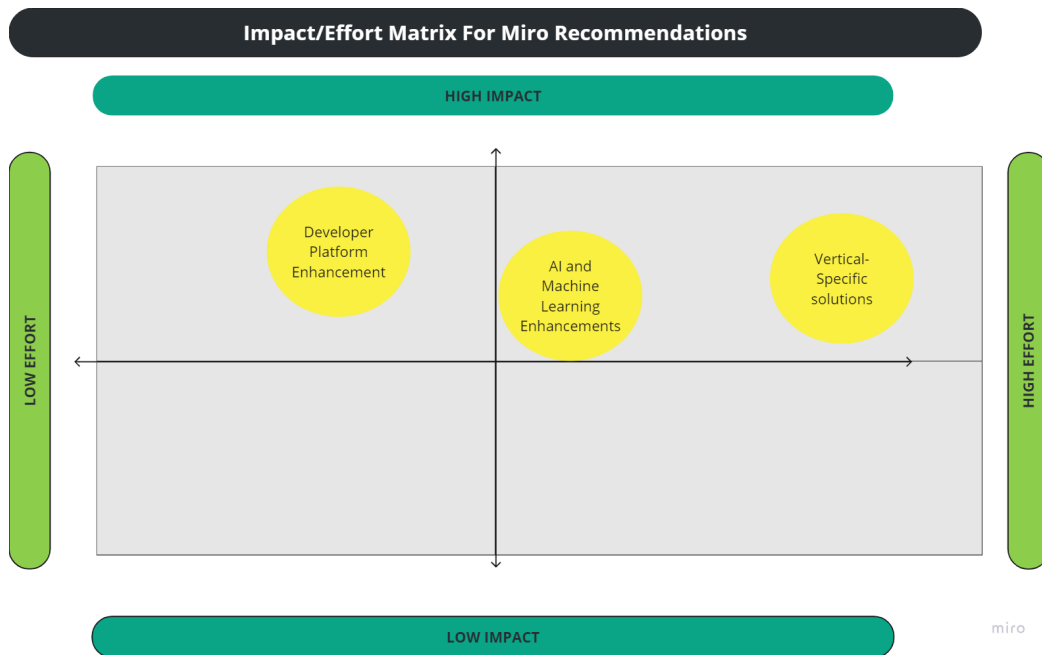 Impact/Effort Matrix For Miro Recommendations
HIGH IMPACT
LOW EFFORT
Developer
Platform
Enhancement
AI and
Machine
Learning
Enhancements
Vertical-
Specific
solutions
HIGH EFFORT
LOW IMPACT
miro